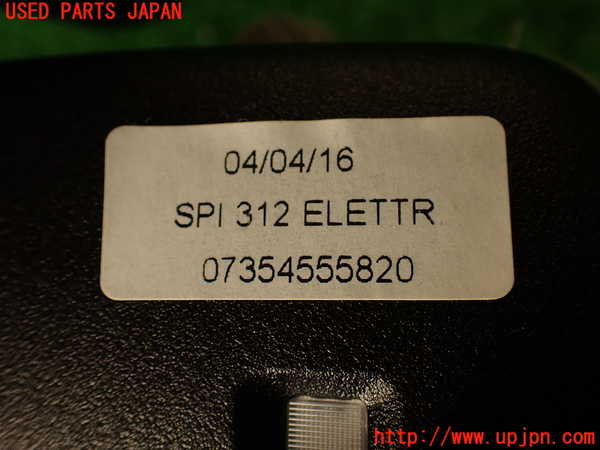 USED PARTS JAPAN
04/04/16
SPI 312 ELETTR
07354555820
http://www.upjpn.com/